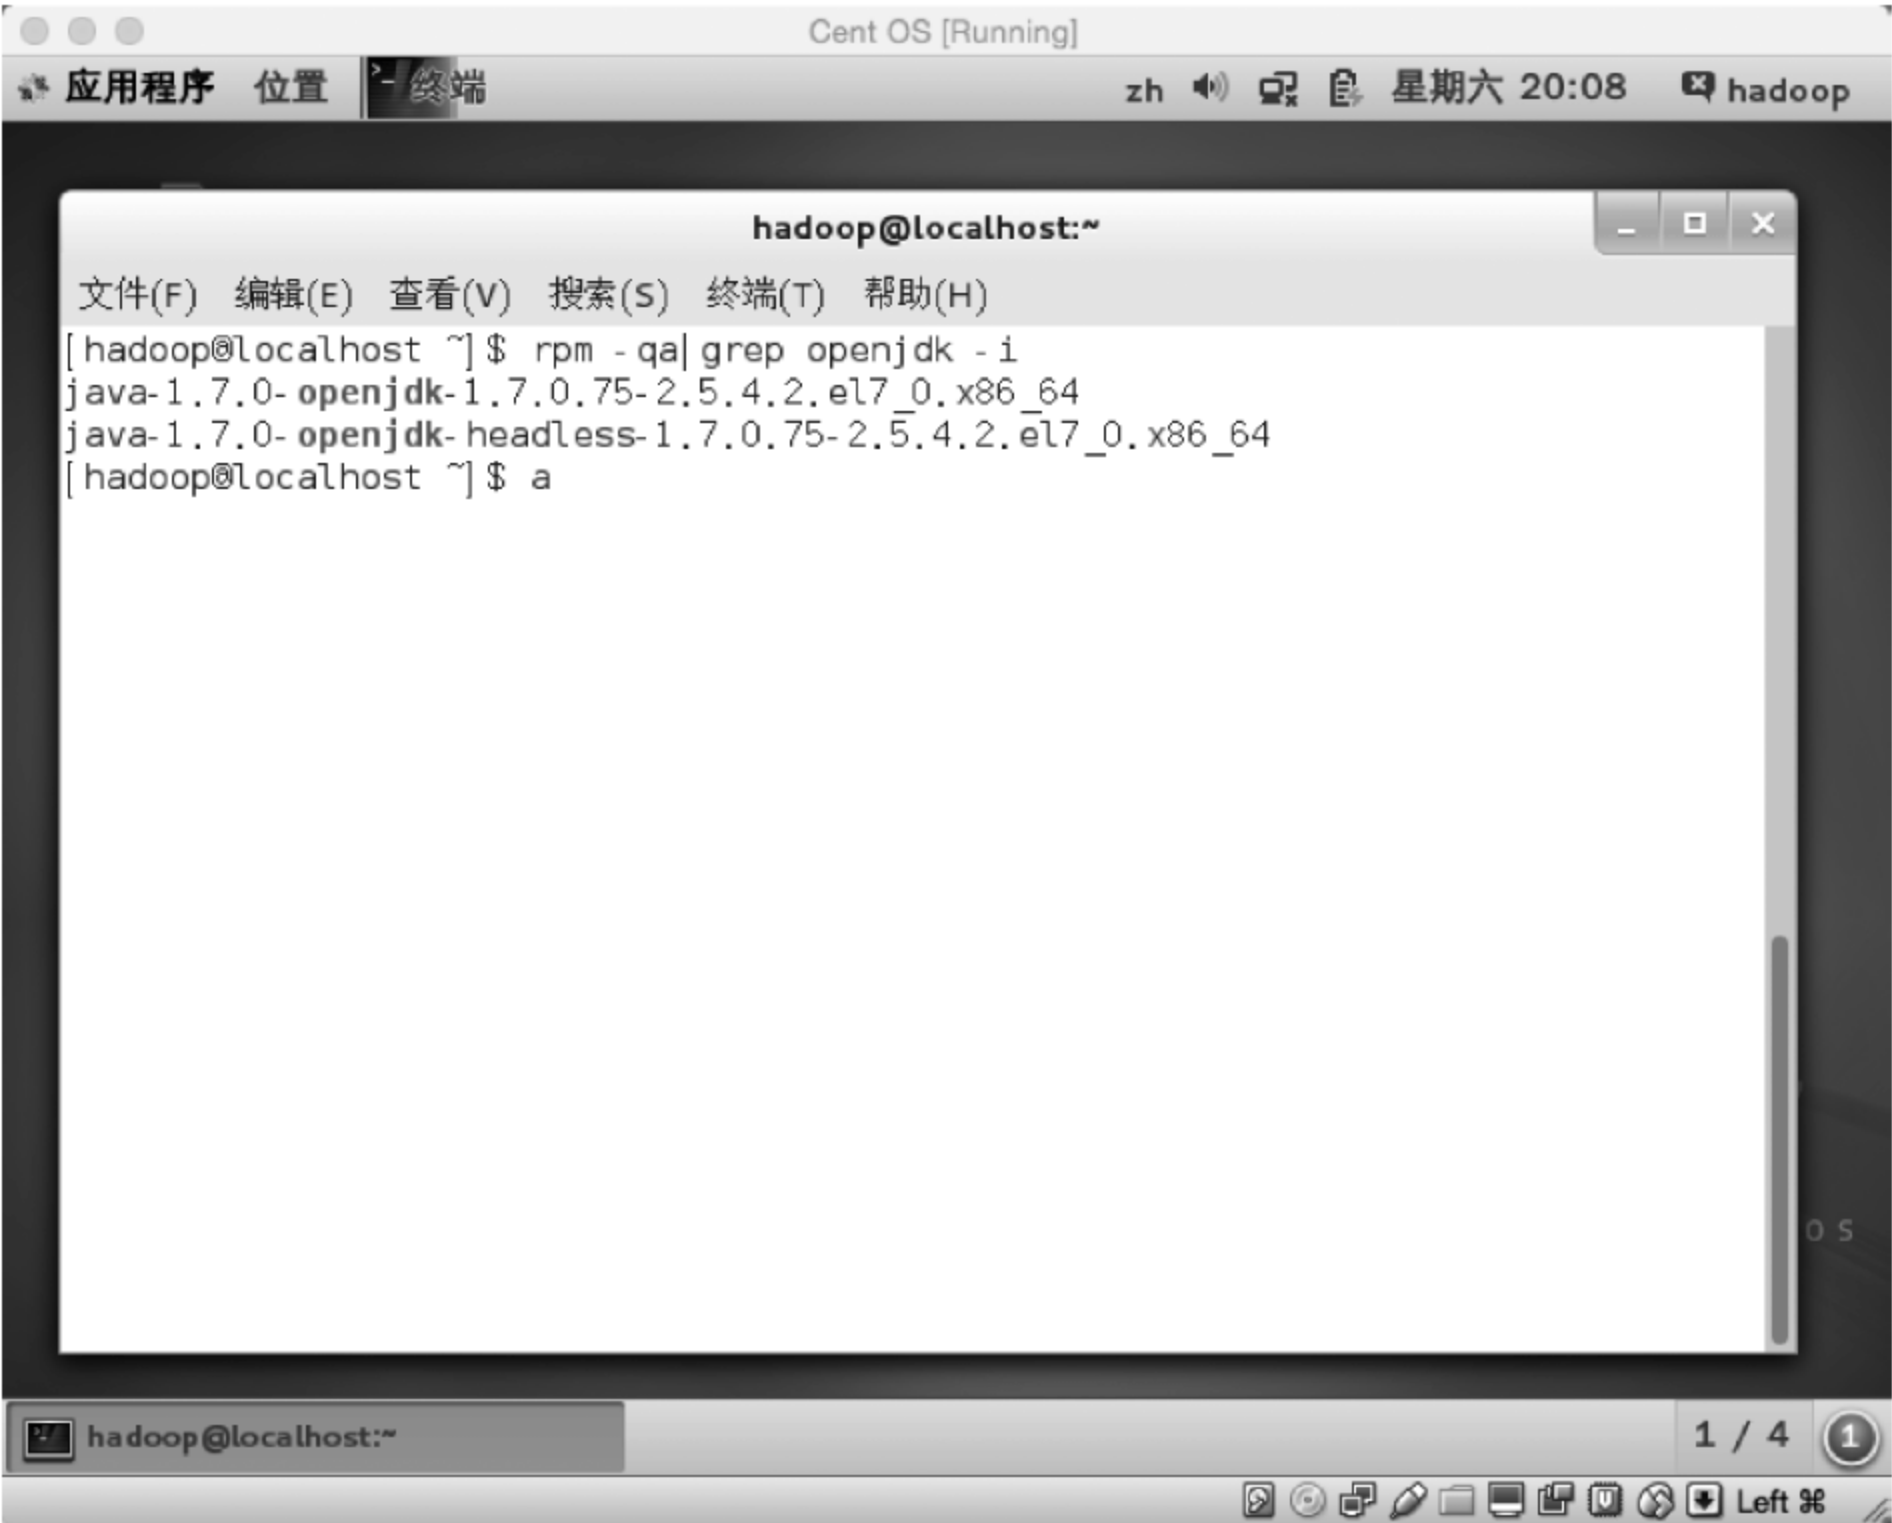 Cent OS [Running]
应用程序 位置 终端 zh 星期六 20:08 hadoop
hadoop@localhost:~
文件(F) 编辑(E) 查看(V) 搜索(S) 终端(T) 帮助(H)
[hadoop@localhost ~]$ rpm -qa|grep openjdk -i
java-1.7.0-openjdk-1.7.0.75-2.5.4.2.el7_0.x86_64
java-1.7.0-openjdk-headless-1.7.0.75-2.5.4.2.el7_0.x86_64
[hadoop@localhost ~]$ a
OS
hadoop@localhost:~ 1 / 4 1
Left ⌘